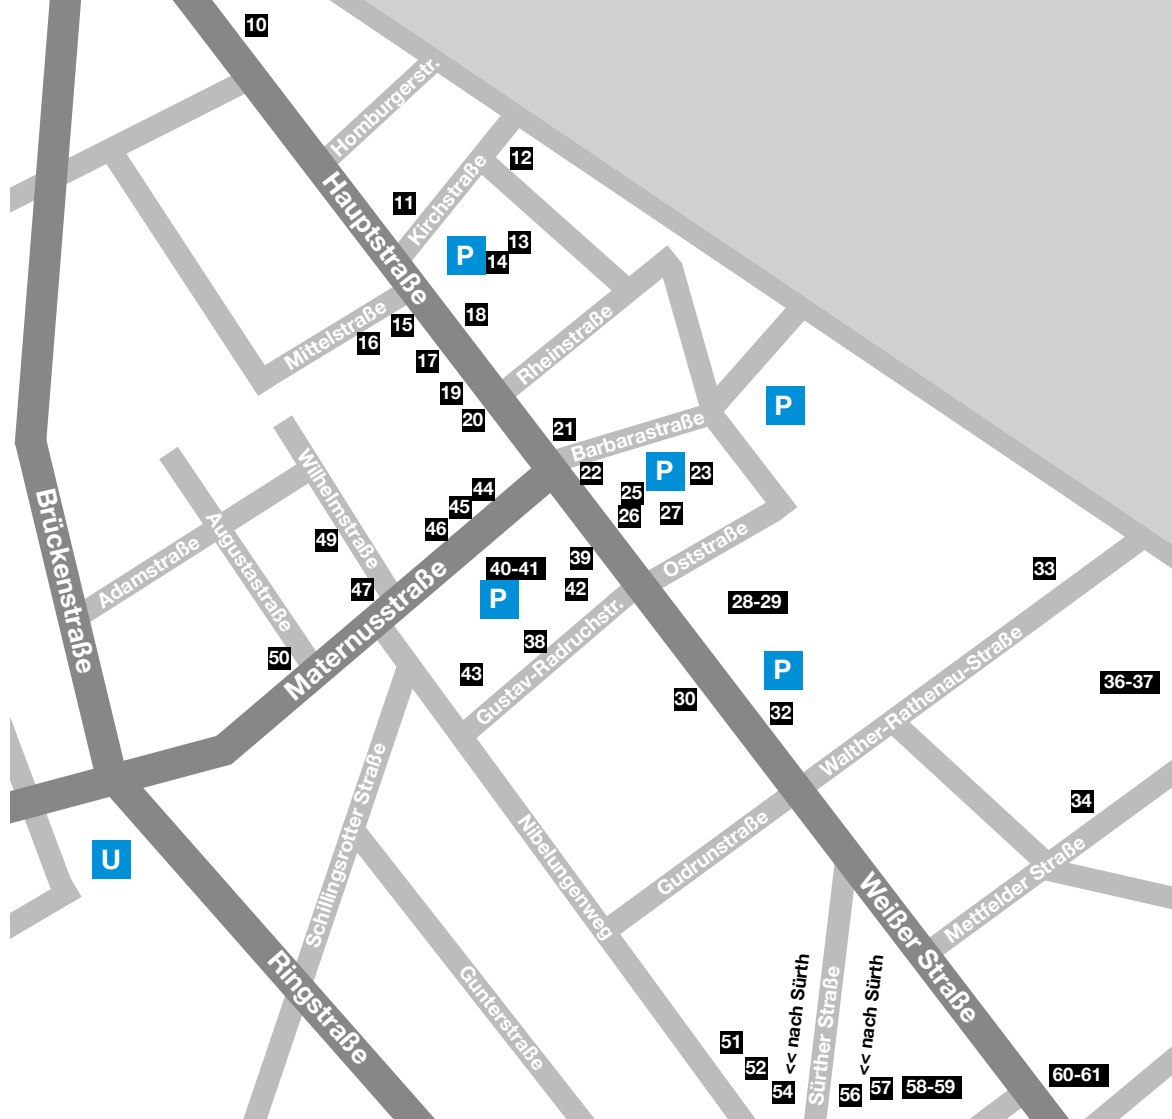 10
Homburgerstr.
12
Kirchstraße
11
Hauptstraße
13
P
14
18
15
Mittelstraße
16
Rheinstraße
17
19
P
20
21
Barbarastraße
22
P
23
Wilhelmstraße
44
25
45
27
26
46
Brückenstraße
Augustastraße
49
Oststraße
Adamstraße
39
40-41
33
47
42
P
28-29
Maternusstraße
38
Gustav-Radruchstr.
50
43
P
36-37
Walther-Rathenau-Straße
30
32
34
Schillingsrotter Straße
Nibelungenweg
Gudrunstraße
U
Mettfelder Straße
Weißer Straße
Ringstraße
Gunterstraße
<< nach Sürth
Sürther Straße
<< nach Sürth
51
52
54
56
57
58-59
60-61